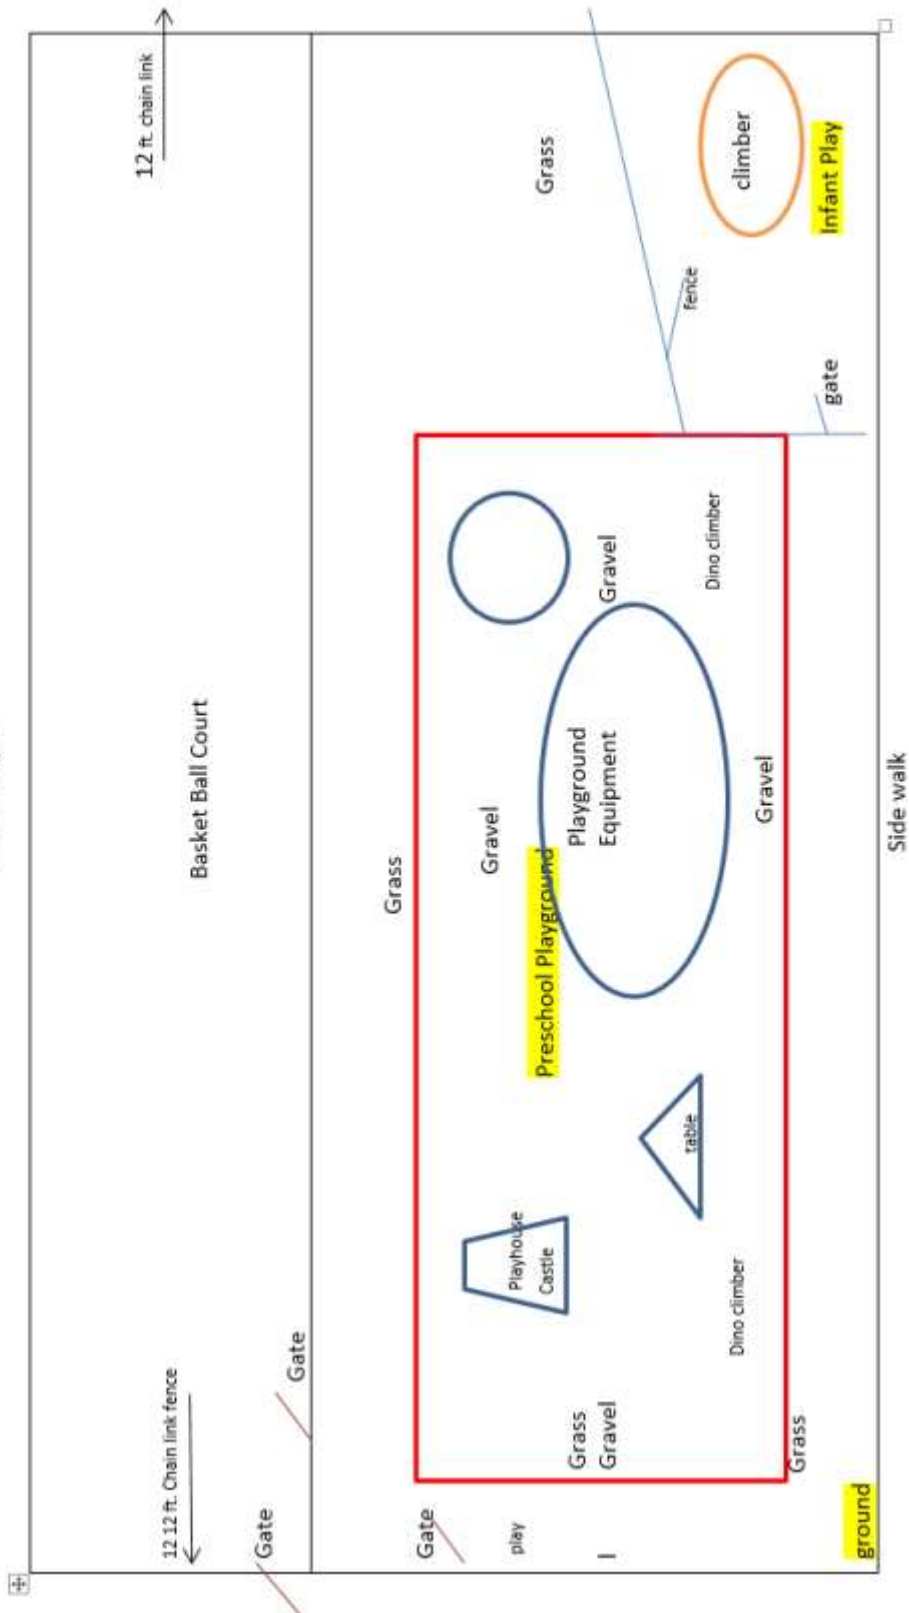 12 12 ft. Chain link fence
12 ft. chain link
Basket Ball Court
Gate
Gate
Grass
Gate
play
l
Grass
Gravel
Playhouse
Castle
Preschool Playground
Gravel
Playground
Equipment
Gravel
Grass
table
fence
Dino climber
Dino climber
Gravel
climber
gate
Infant Play
Grass
ground
Side walk